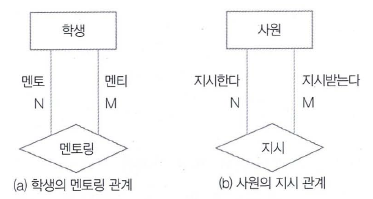 학생
사원
멘토
멘티
지시한다
지시받는다
N
M
N
M
멘토링
지시
(a) 학생의 멘토링 관계
(b) 사원의 지시 관계